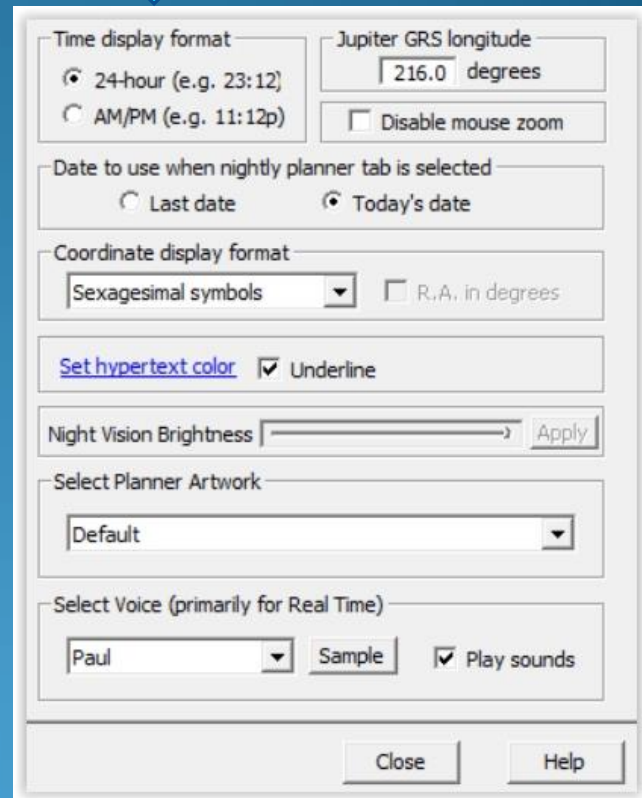 Time display format
24-hour (e.g. 23:12)
AM/PM (e.g. 11:12p)
Jupiter GRS longitude
216.0 degrees
Disable mouse zoom
Date to use when nightly planner tab is selected
Last date Today's date
Coordinate display format
Sexagesimal symbols R.A. in degrees
Set hypertext color Underline
Night Vision Brightness Apply
Select Planner Artwork
Default
Select Voice (primarily for Real Time)
Paul Sample Play sounds
Close Help